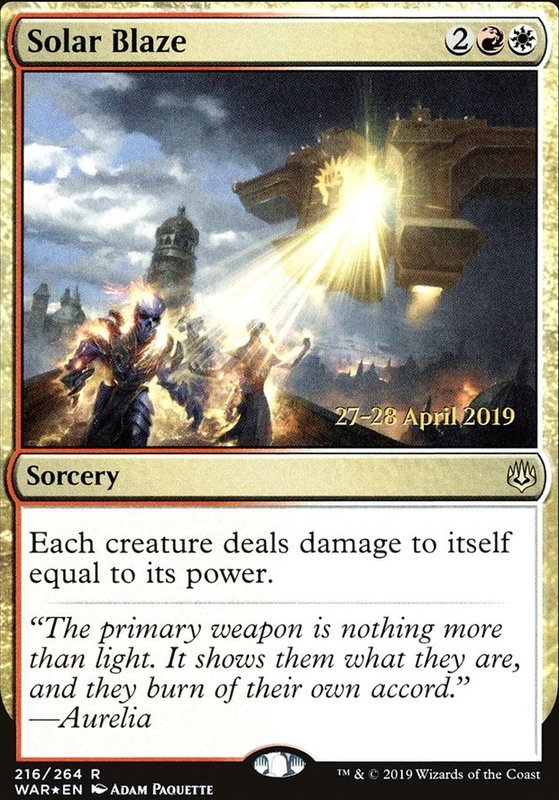 Solar Blaze 2
27-28 April 2019
Sorcery
Each creature deals damage to itself
equal to its power.
“The primary weapon is nothing more
than light. It shows them what they are,
and they burn of their own accord.”
—Aurelia
216/264 R
WAR★EN Adam Paquette
™ & © 2019 Wizards of the Coast